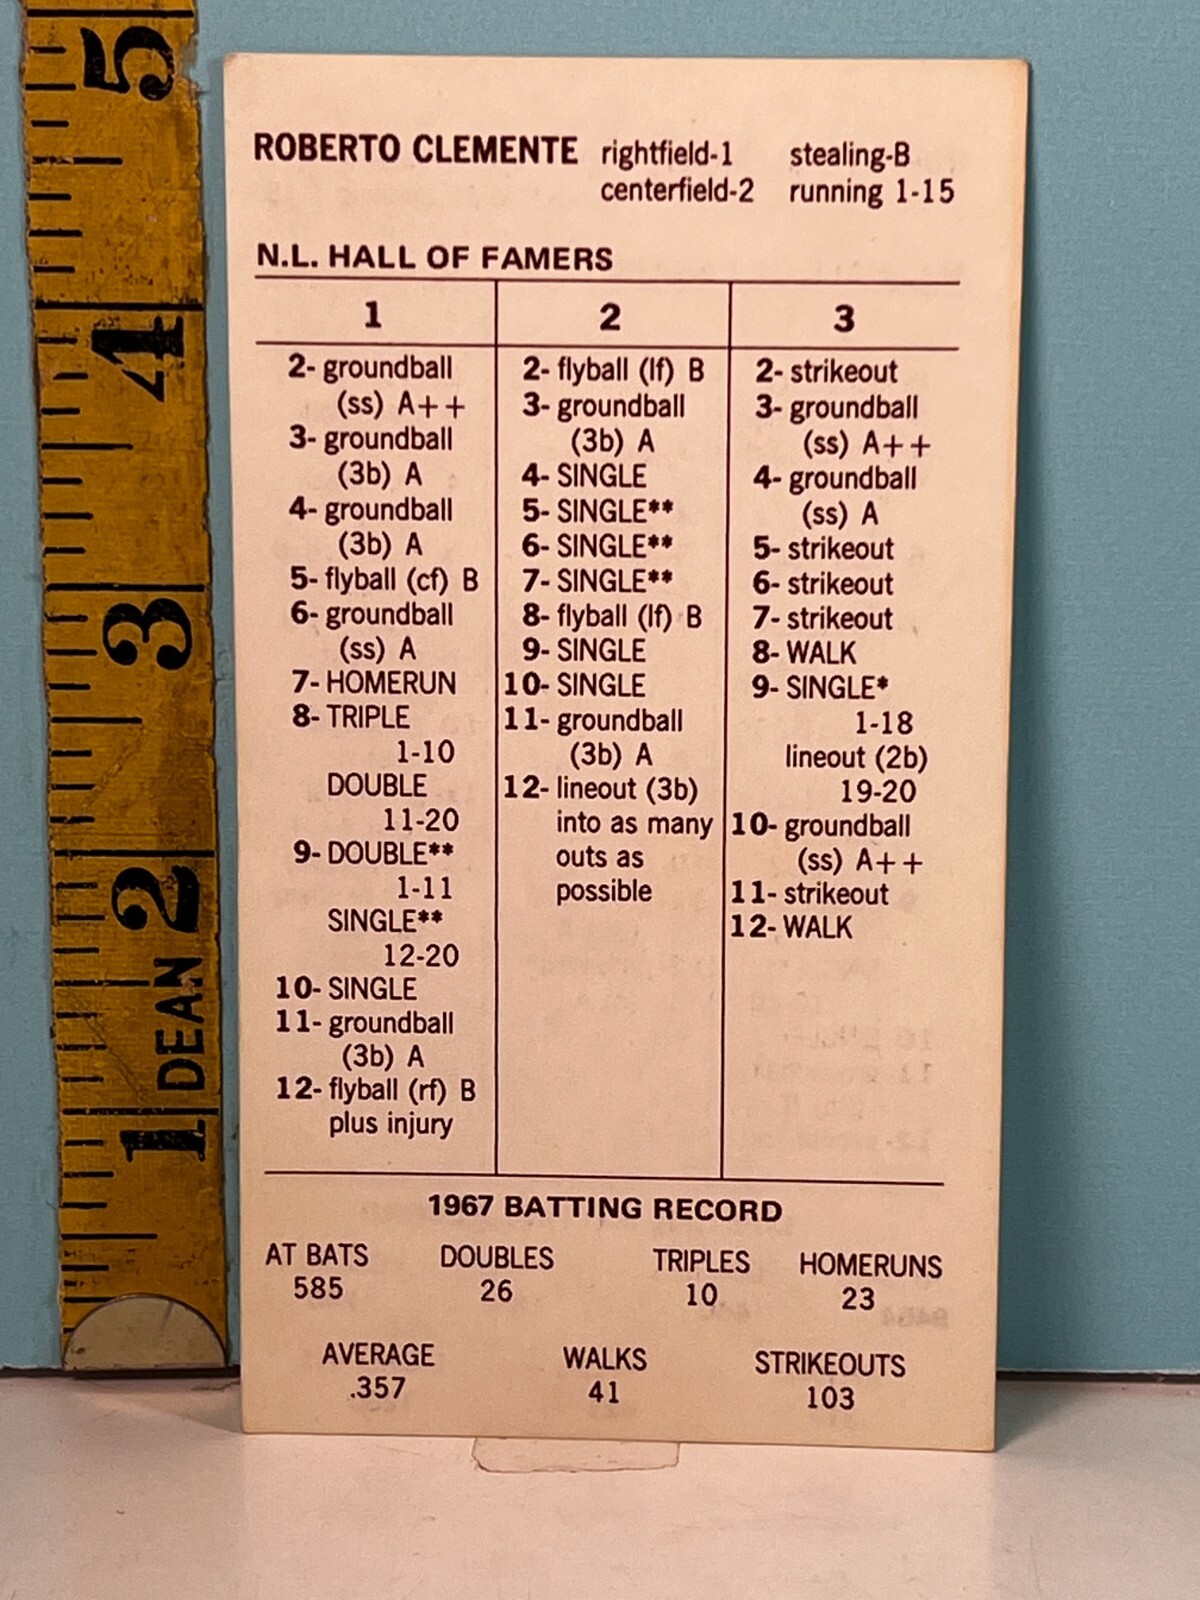 5
4
3
2
DEAN
1
ROBERTO CLEMENTE rightfield-1 stealing-B
centerfield-2 running 1-15
N.L. HALL OF FAMERS
1
2- groundball
(ss) A++
3- groundball
(3b) A
4- groundball
(3b) A
5- flyball (cf) B
6- groundball
(ss) A
7- HOMERUN
8- TRIPLE
1-10
DOUBLE
11-20
9- DOUBLE**
1-11
SINGLE**
12-20
10- SINGLE
11- groundball
(3b) A
12- flyball (rf) B
plus injury
2
2- flyball (lf) B
3- groundball
(3b) A
4- SINGLE
5- SINGLE**
6- SINGLE**
7- SINGLE**
8- flyball (lf) B
9- SINGLE
10- SINGLE
11- groundball
(3b) A
12- lineout (3b)
into as many
outs as
possible
3
2- strikeout
3- groundball
(ss) A++
4- groundball
(ss) A
5- strikeout
6- strikeout
7- strikeout
8- WALK
9- SINGLE*
1-18
lineout (2b)
19-20
10- groundball
(ss) A++
11- strikeout
12- WALK
1967 BATTING RECORD
AT BATS DOUBLES TRIPLES HOMERUNS
585 26 10 23
AVERAGE WALKS STRIKEOUTS
.357 41 103